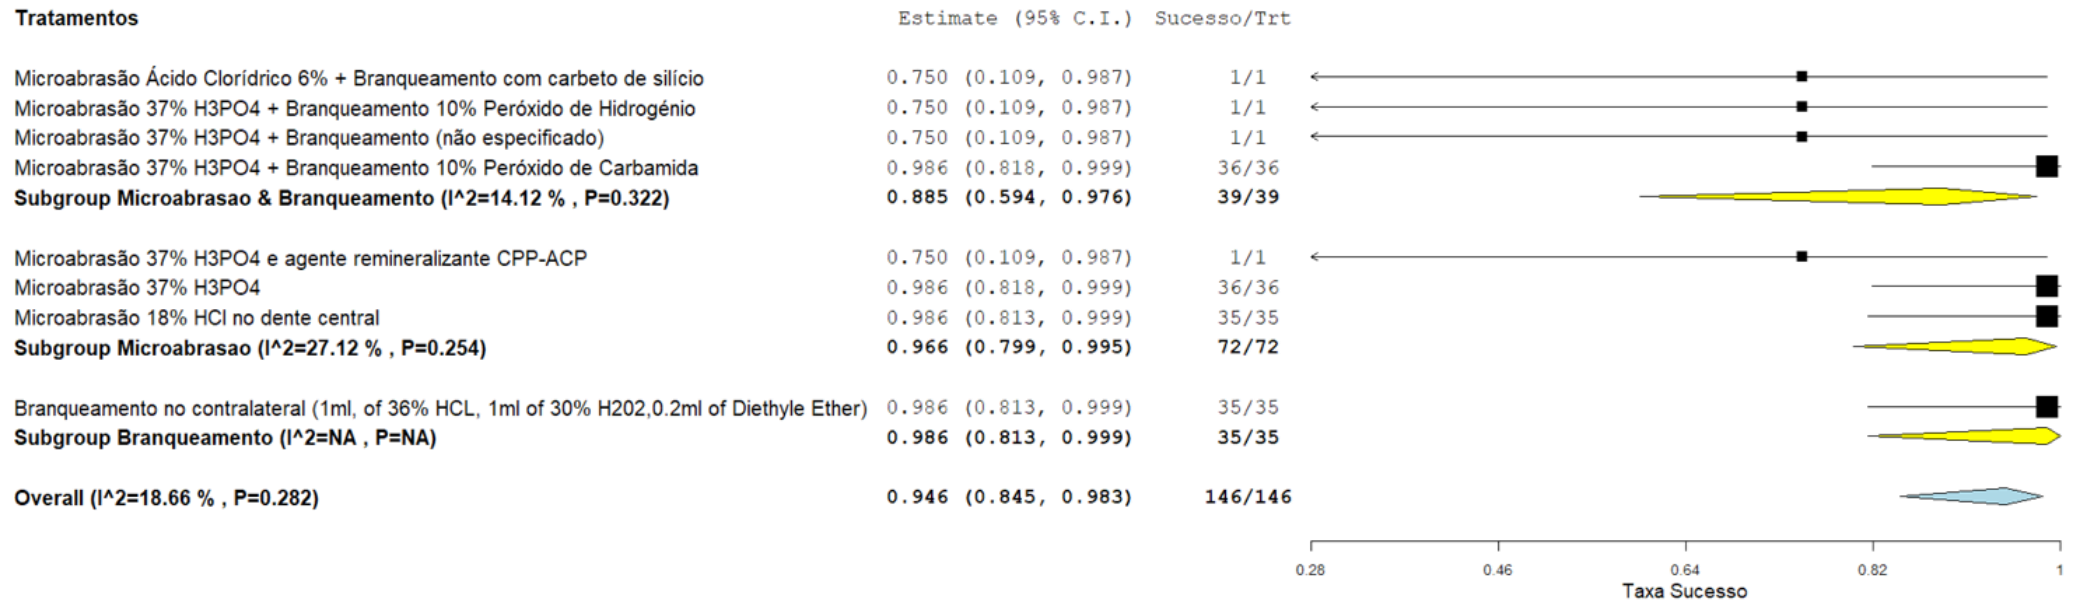 Tratamentos Estimate (95% C.I.) Sucesso/Trt
Microabrasão Ácido Clorídrico 6% + Branqueamento com carbeto de silício 0.750 (0.109, 0.987) 1/1
Microabrasão 37% H3PO4 + Branqueamento 10% Peróxido de Hidrogénio 0.750 (0.109, 0.987) 1/1
Microabrasão 37% H3PO4 + Branqueamento (não especificado) 0.750 (0.109, 0.987) 1/1
Microabrasão 37% H3PO4 + Branqueamento 10% Peróxido de Carbamida 0.986 (0.818, 0.999) 36/36
Subgroup Microabrasao & Branqueamento (I^2=14.12 % , P=0.322) 0.885 (0.594, 0.976) 39/39
Microabrasão 37% H3PO4 e agente remineralizante CPP-ACP 0.750 (0.109, 0.987) 1/1
Microabrasão 37% H3PO4 0.986 (0.818, 0.999) 36/36
Microabrasão 18% HCl no dente central 0.986 (0.813, 0.999) 35/35
Subgroup Microabrasao (I^2=27.12 % , P=0.254) 0.966 (0.799, 0.995) 72/72
Branqueamento no contralateral (1ml, of 36% HCL, 1ml of 30% H202,0.2ml of Diethyle Ether) 0.986 (0.813, 0.999) 35/35
Subgroup Branqueamento (I^2=NA , P=NA) 0.986 (0.813, 0.999) 35/35
Overall (I^2=18.66 % , P=0.282) 0.946 (0.845, 0.983) 146/146
0.28 0.46 0.64 0.82 1
Taxa Sucesso